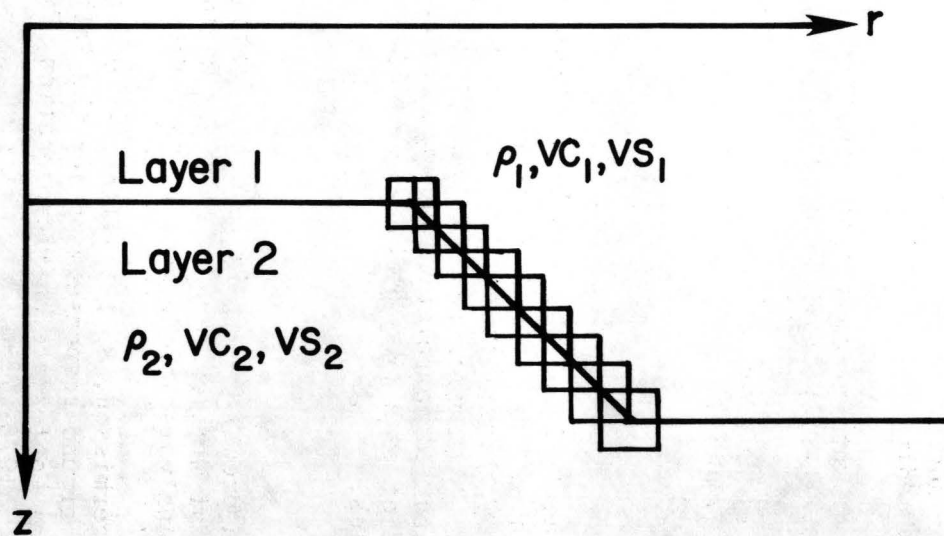 r
Layer 1
ρ₁, VC₁, VS₁
Layer 2
ρ₂, VC₂, VS₂
z